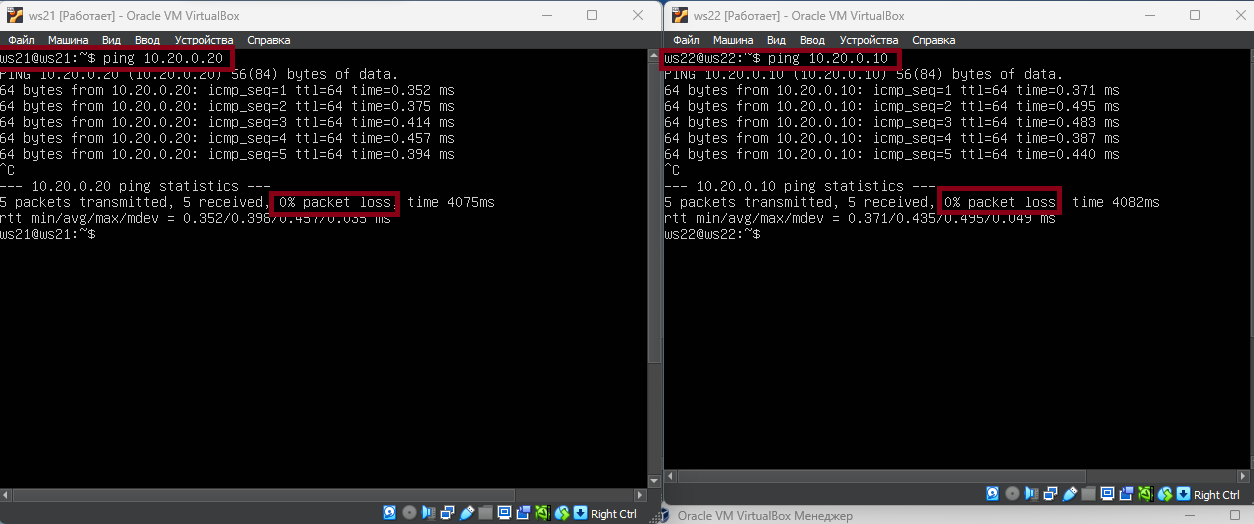 ws21 [Работает] - Oracle VM VirtualBox
Файл Машина Вид Ввод Устройства Справка
ws21@ws21:~$ ping 10.20.0.20
PING 10.20.0.20 (10.20.0.20) 56(84) bytes of data.
64 bytes from 10.20.0.20: icmp_seq=1 ttl=64 time=0.352 ms
64 bytes from 10.20.0.20: icmp_seq=2 ttl=64 time=0.375 ms
64 bytes from 10.20.0.20: icmp_seq=3 ttl=64 time=0.414 ms
64 bytes from 10.20.0.20: icmp_seq=4 ttl=64 time=0.457 ms
64 bytes from 10.20.0.20: icmp_seq=5 ttl=64 time=0.394 ms
^C
--- 10.20.0.20 ping statistics ---
5 packets transmitted, 5 received, 0% packet loss, time 4075ms
rtt min/avg/max/mdev = 0.352/0.398/0.457/0.035 ms
ws21@ws21:~$
Right Ctrl
ws22 [Работает] - Oracle VM VirtualBox
Файл Машина Вид Ввод Устройства Справка
ws22@ws22:~$ ping 10.20.0.10
PING 10.20.0.10 (10.20.0.10) 56(84) bytes of data.
64 bytes from 10.20.0.10: icmp_seq=1 ttl=64 time=0.371 ms
64 bytes from 10.20.0.10: icmp_seq=2 ttl=64 time=0.495 ms
64 bytes from 10.20.0.10: icmp_seq=3 ttl=64 time=0.483 ms
64 bytes from 10.20.0.10: icmp_seq=4 ttl=64 time=0.387 ms
64 bytes from 10.20.0.10: icmp_seq=5 ttl=64 time=0.440 ms
^C
--- 10.20.0.10 ping statistics ---
5 packets transmitted, 5 received, 0% packet loss, time 4082ms
rtt min/avg/max/mdev = 0.371/0.435/0.495/0.049 ms
ws22@ws22:~$
Right Ctrl
Oracle VM VirtualBox Менеджер